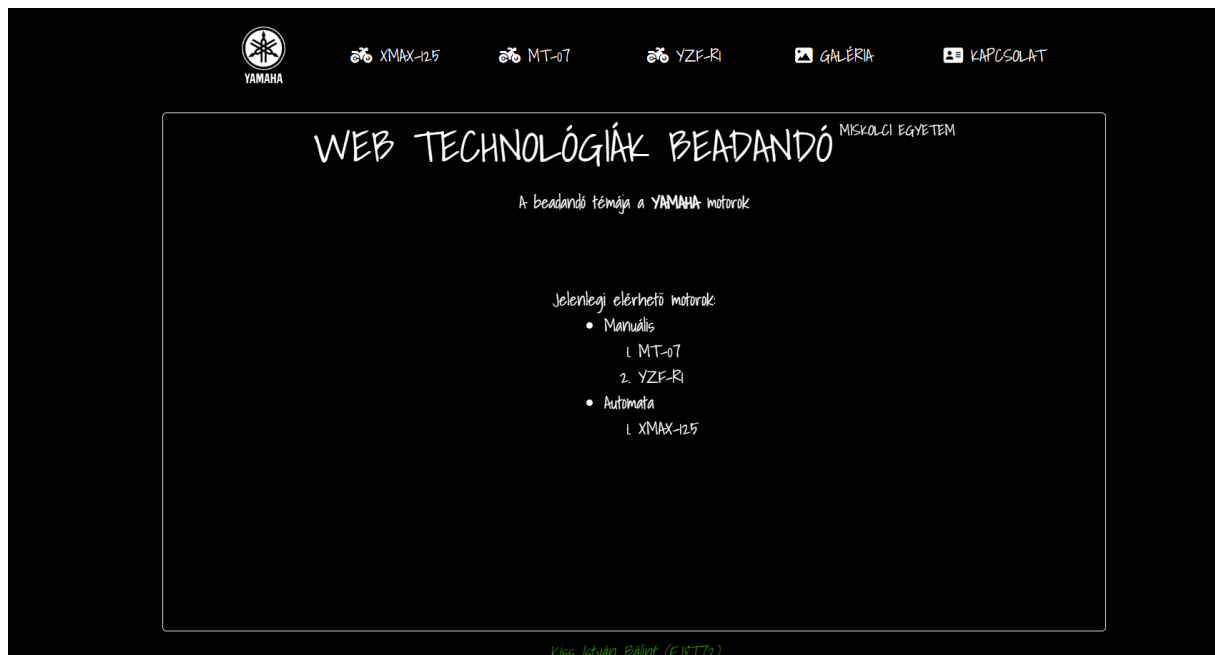 YAMAHA
XMAX-125
MT-07
YZF-R1
GALÉRIA
KAPCSOLAT
WEB TECHNOLÓGIÁK BEADANDÓ MISKOLCI EGYETEM
A beadandó témája a YAMAHA motorok
Jelenlegi elérhető motorok:
• Manuális
1. MT-07
2. YZF-R1
• Automata
1. XMAX-125
Kiss István Bálint